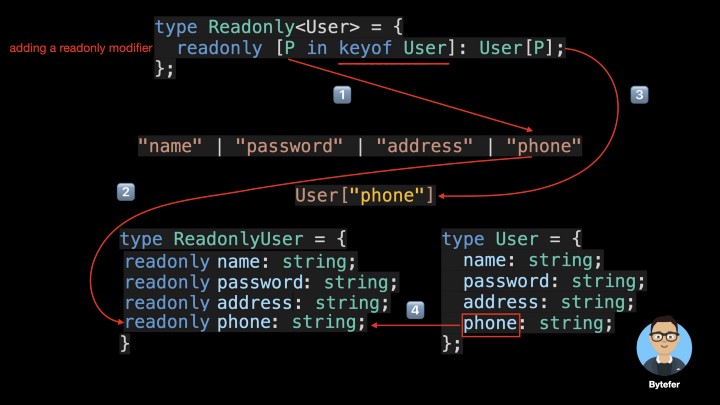 type Readonly<User> = {
adding a readonly modifier
readonly [P in keyof User]: User[P];
};
1
3
"name" | "password" | "address" | "phone"
2
User["phone"]
type ReadonlyUser = {
readonly name: string;
readonly password: string;
readonly address: string;
readonly phone: string;
}
4
type User = {
name: string;
password: string;
address: string;
phone: string;
};
Bytefer